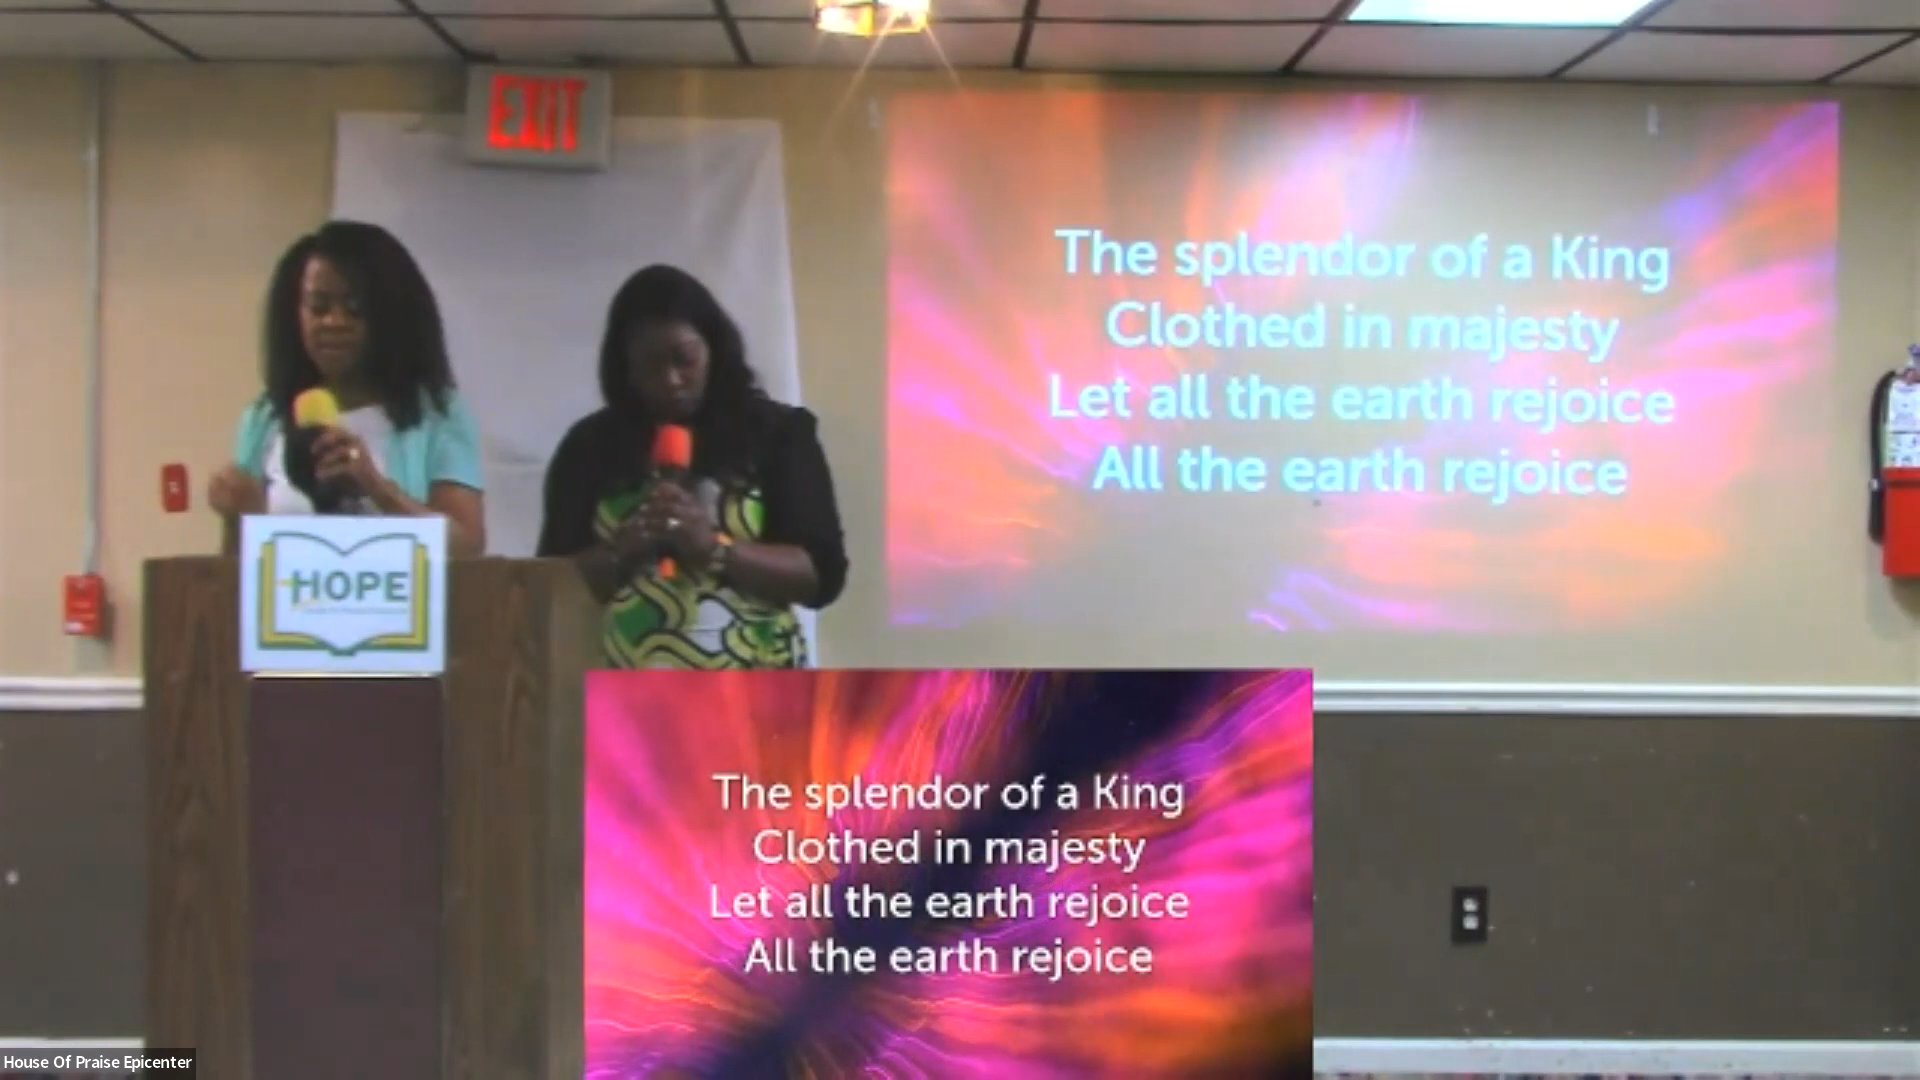 EXIT
The splendor of a King
Clothed in majesty
Let all the earth rejoice
All the earth rejoice
HOPE
The splendor of a King
Clothed in majesty
Let all the earth rejoice
All the earth rejoice
House Of Praise Epicenter